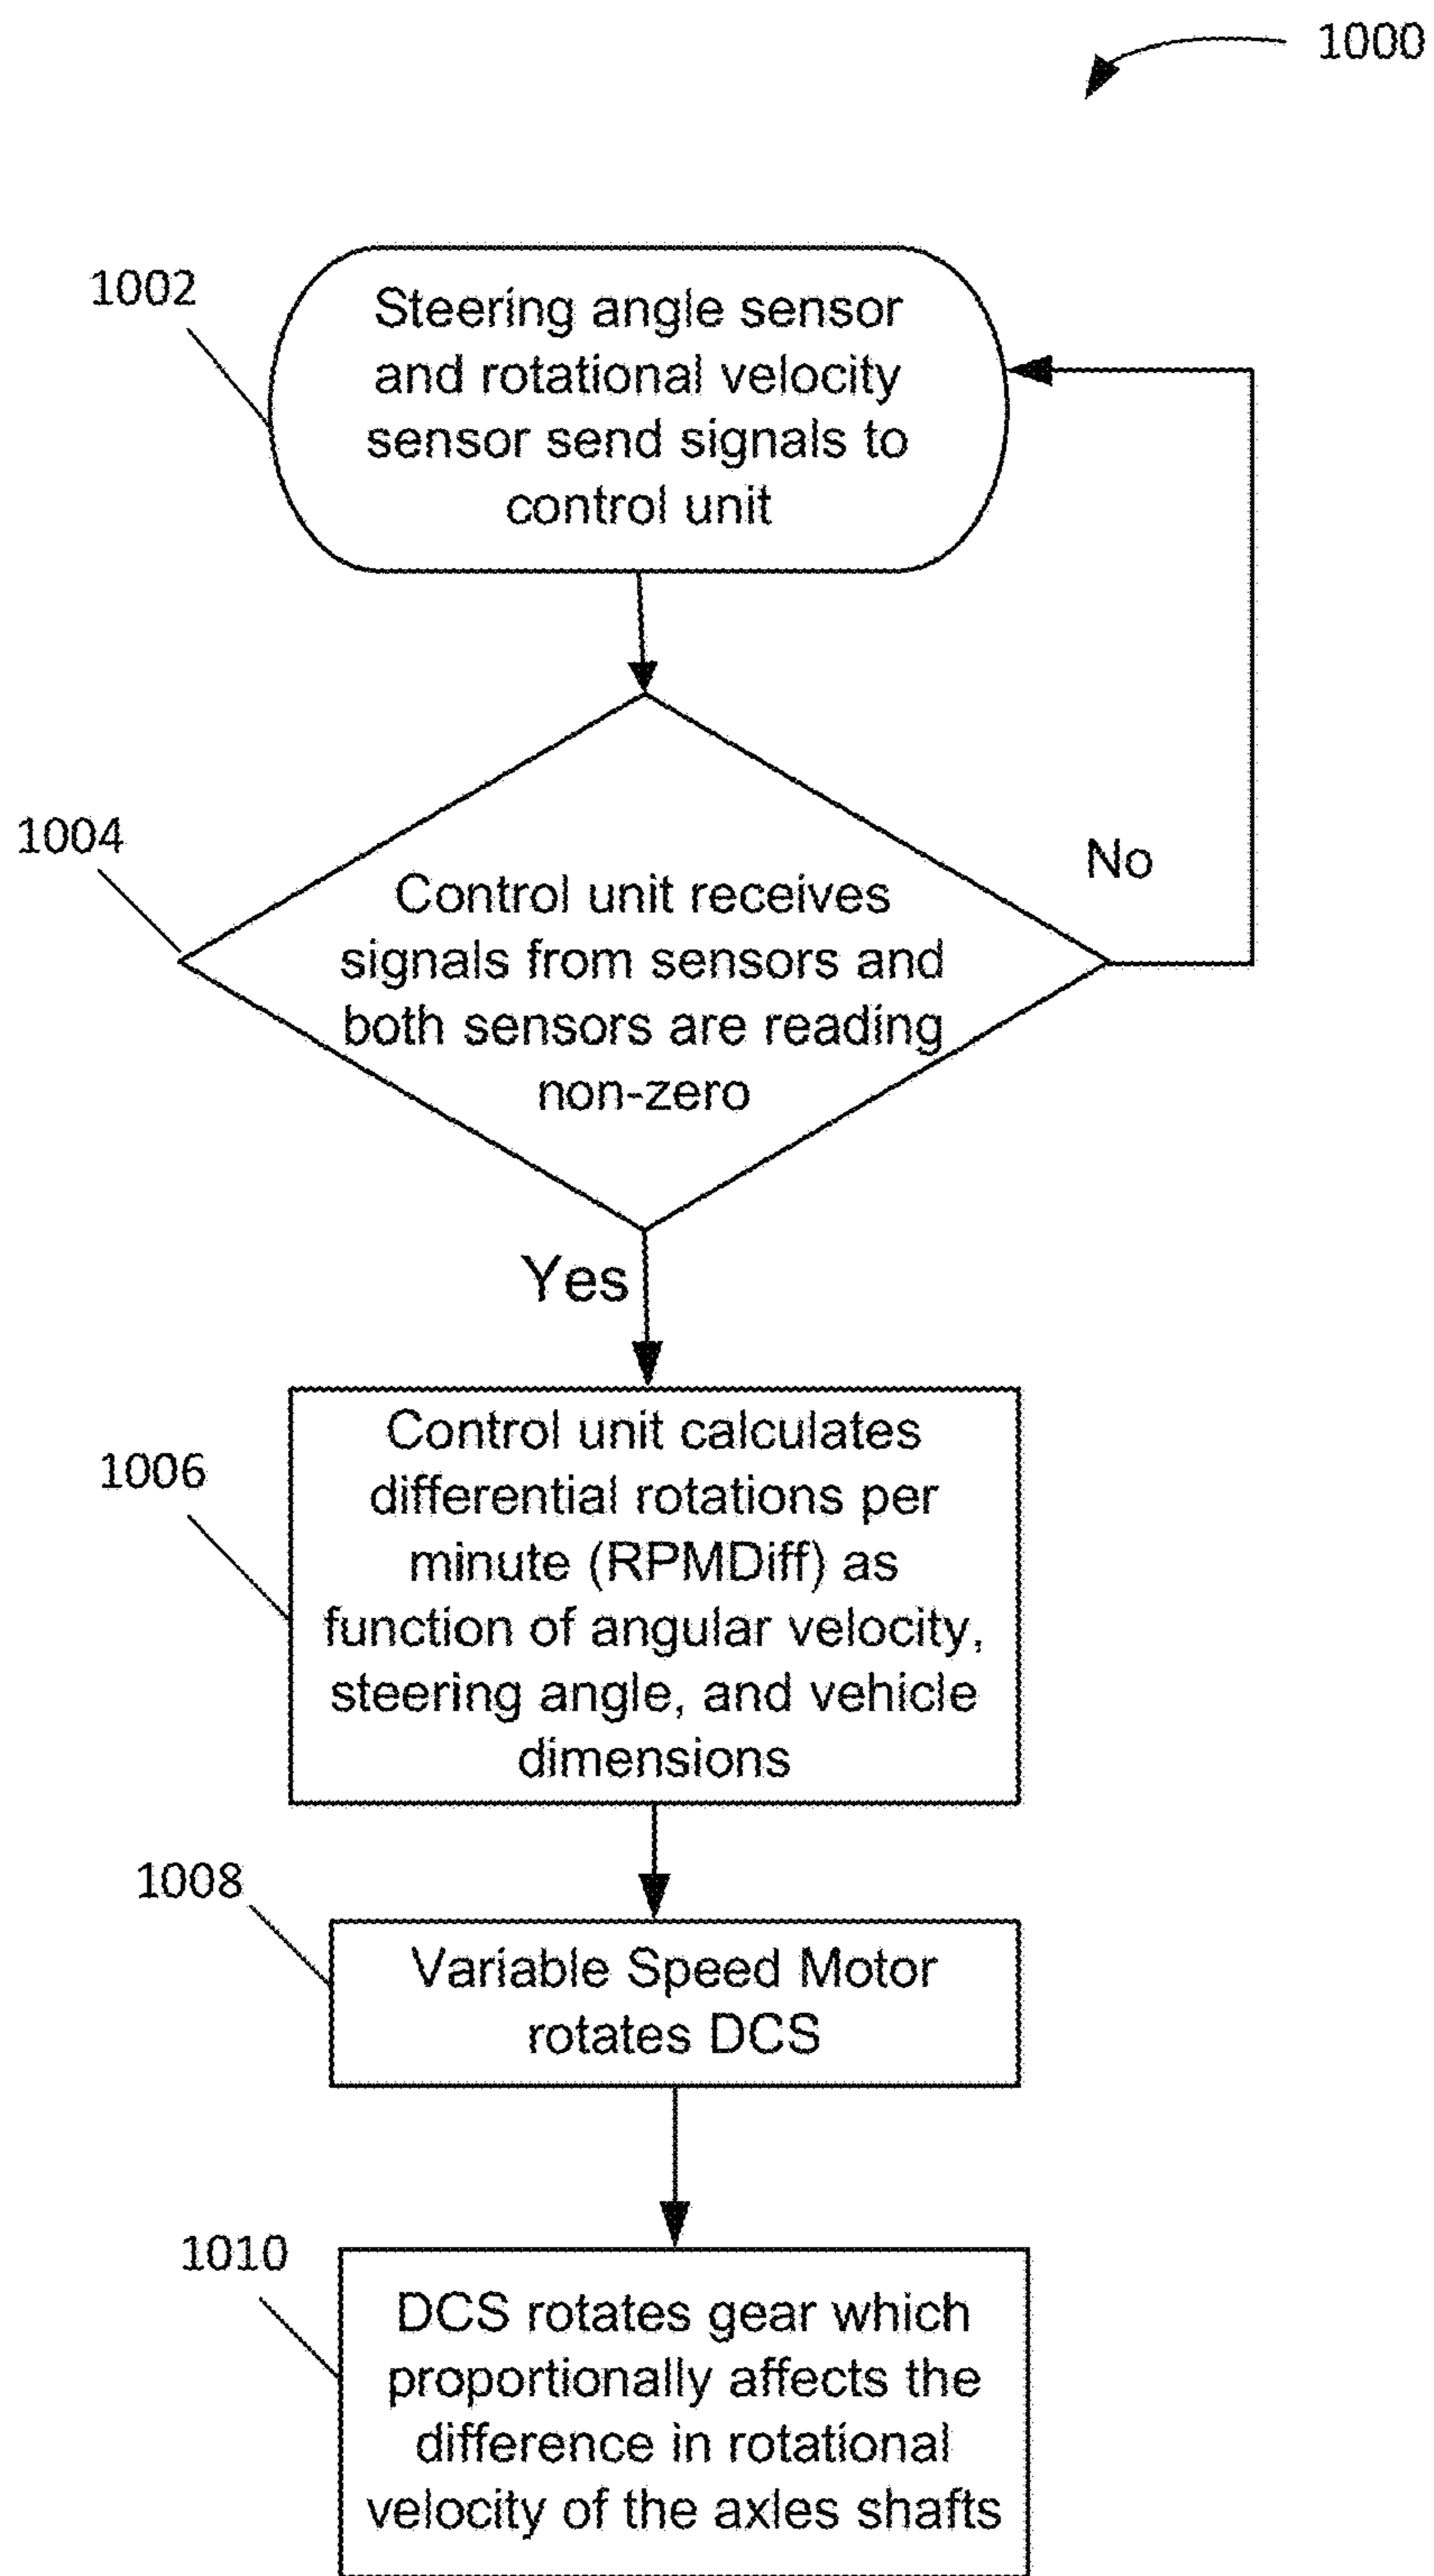 1000
1002
Steering angle sensor
and rotational velocity
sensor send signals to
control unit
1004
No
Control unit receives
signals from sensors and
both sensors are reading
non-zero
Yes
1006
Control unit calculates
differential rotations per
minute (RPMDiff) as
function of angular velocity,
steering angle, and vehicle
dimensions
1008
Variable Speed Motor
rotates DCS
1010
DCS rotates gear which
proportionally affects the
difference in rotational
velocity of the axles shafts